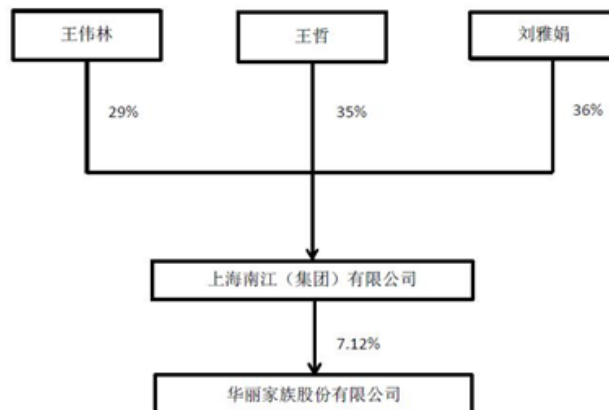 王伟林
王哲
刘雅娟
29%
35%
36%
上海南江（集团）有限公司
7.12%
华丽家族股份有限公司